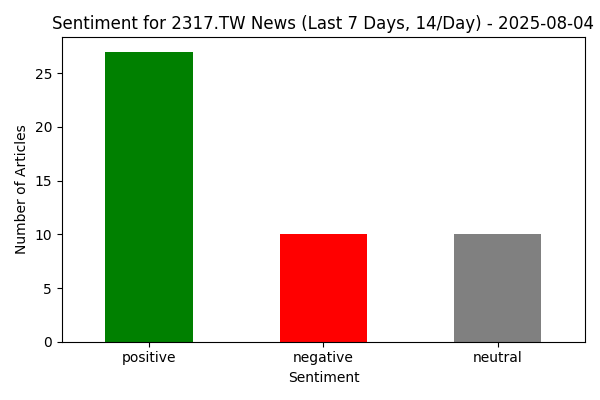 Sentiment for 2317.TW News (Last 7 Days, 14/Day) - 2025-08-04
Number of Articles
25
20
15
10
5
0
positive
negative
neutral
Sentiment